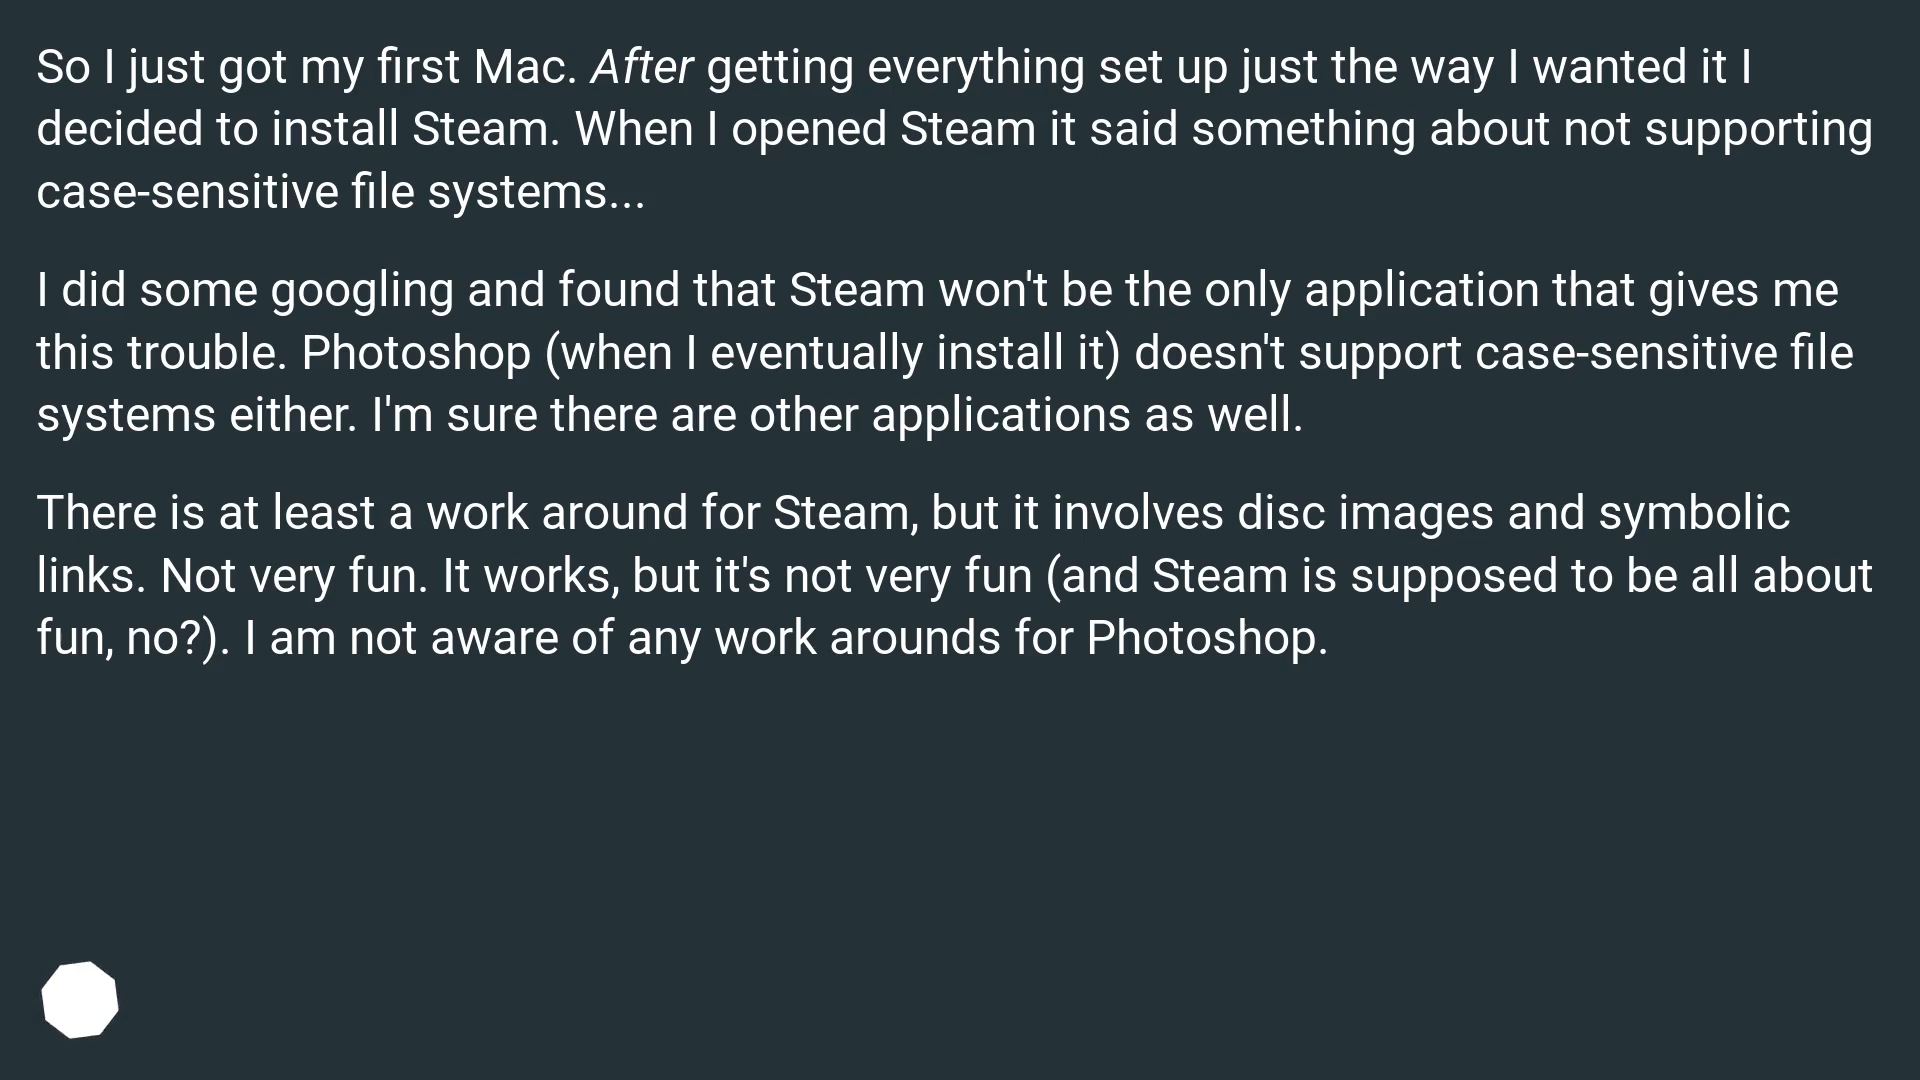 So I just got my first Mac. After getting everything set up just the way I wanted it I
decided to install Steam. When I opened Steam it said something about not supporting
case-sensitive file systems...
I did some googling and found that Steam won't be the only application that gives me
this trouble. Photoshop (when I eventually install it) doesn't support case-sensitive file
systems either. I'm sure there are other applications as well.
There is at least a work around for Steam, but it involves disc images and symbolic
links. Not very fun. It works, but it's not very fun (and Steam is supposed to be all about
fun, no?). I am not aware of any work arounds for Photoshop.